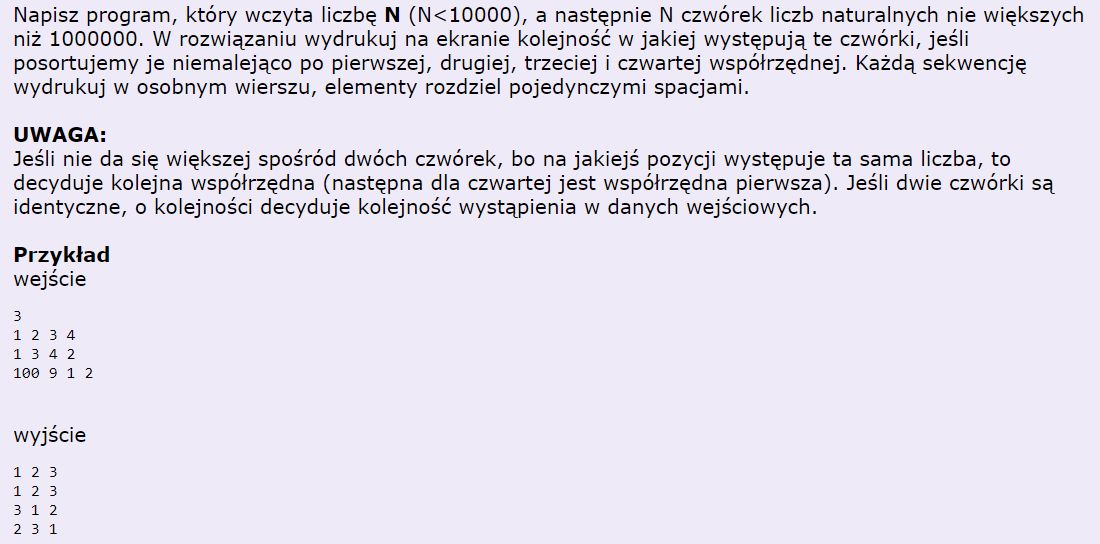 Napisz program, który wczyta liczbę N (N<10000), a następnie N czwórek liczb naturalnych nie większych
niż 1000000. W rozwiązaniu wydrukuj na ekranie kolejność w jakiej występują te czwórki, jeśli
posortujemy je niemalejąco po pierwszej, drugiej, trzeciej i czwartej współrzędnej. Każdą sekwencję
wydrukuj w osobnym wierszu, elementy rozdziel pojedynczymi spacjami.
UWAGA:
Jeśli nie da się większej spośród dwóch czwórek, bo na jakiejś pozycji występuje ta sama liczba, to
decyduje kolejna współrzędna (następna dla czwartej jest współrzędna pierwsza). Jeśli dwie czwórki są
identyczne, o kolejności decyduje kolejność wystąpienia w danych wejściowych.
Przykład
wejście
3
1 2 3 4
1 3 4 2
100 9 1 2
wyjście
1 2 3
1 2 3
3 1 2
2 3 1